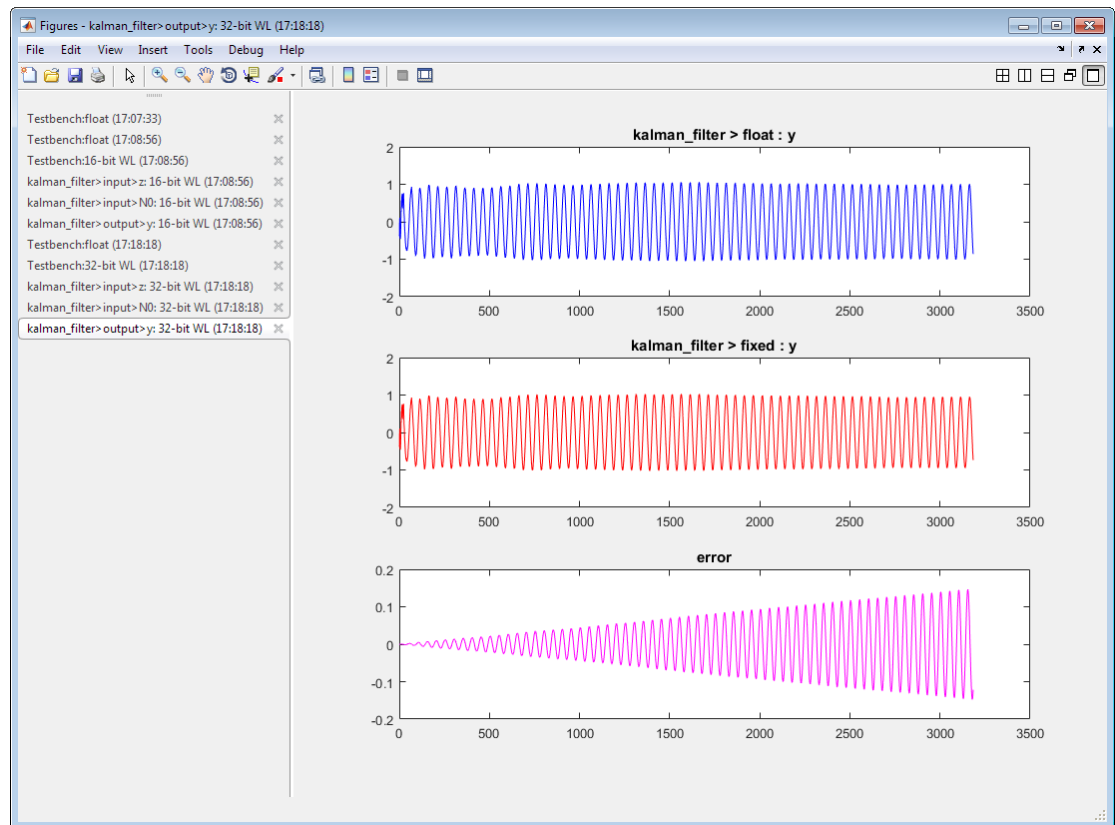 Figures - kalman_filter>output>y: 32-bit WL (17:18:18)
File Edit View Insert Tools Debug Help
Testbench:float (17:07:33)
Testbench:float (17:08:56)
Testbench:16-bit WL (17:08:56)
kalman_filter>input>z: 16-bit WL (17:08:56)
kalman_filter>input>N0: 16-bit WL (17:08:56)
kalman_filter>output>y: 16-bit WL (17:08:56)
Testbench:float (17:18:18)
Testbench:32-bit WL (17:18:18)
kalman_filter>input>z: 32-bit WL (17:18:18)
kalman_filter>input>N0: 32-bit WL (17:18:18)
kalman_filter>output>y: 32-bit WL (17:18:18)
kalman_filter > float : y
2
1
0
-1
-2
0 500 1000 1500 2000 2500 3000 3500
kalman_filter > fixed : y
2
1
0
-1
-2
0 500 1000 1500 2000 2500 3000 3500
error
0.2
0.1
0
-0.1
-0.2
0 500 1000 1500 2000 2500 3000 3500